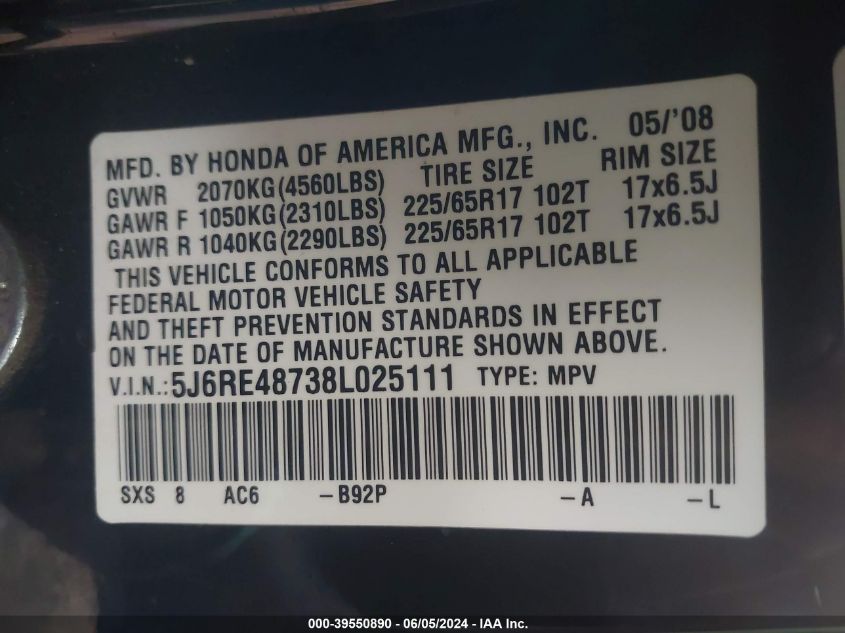 MFD. BY HONDA OF AMERICA MFG., INC. 05/'08
GVWR 2070KG(4560LBS) TIRE SIZE RIM SIZE
GAWR F 1050KG(2310LBS) 225/65R17 102T 17x6.5J
GAWR R 1040KG(2290LBS) 225/65R17 102T 17x6.5J
THIS VEHICLE CONFORMS TO ALL APPLICABLE
FEDERAL MOTOR VEHICLE SAFETY
AND THEFT PREVENTION STANDARDS IN EFFECT
ON THE DATE OF MANUFACTURE SHOWN ABOVE.
V.I.N.:5J6RE48738L025111 TYPE: MPV
SXS 8 AC6 -B92P -A -L
000-39550890 - 06/05/2024 - IAA Inc.